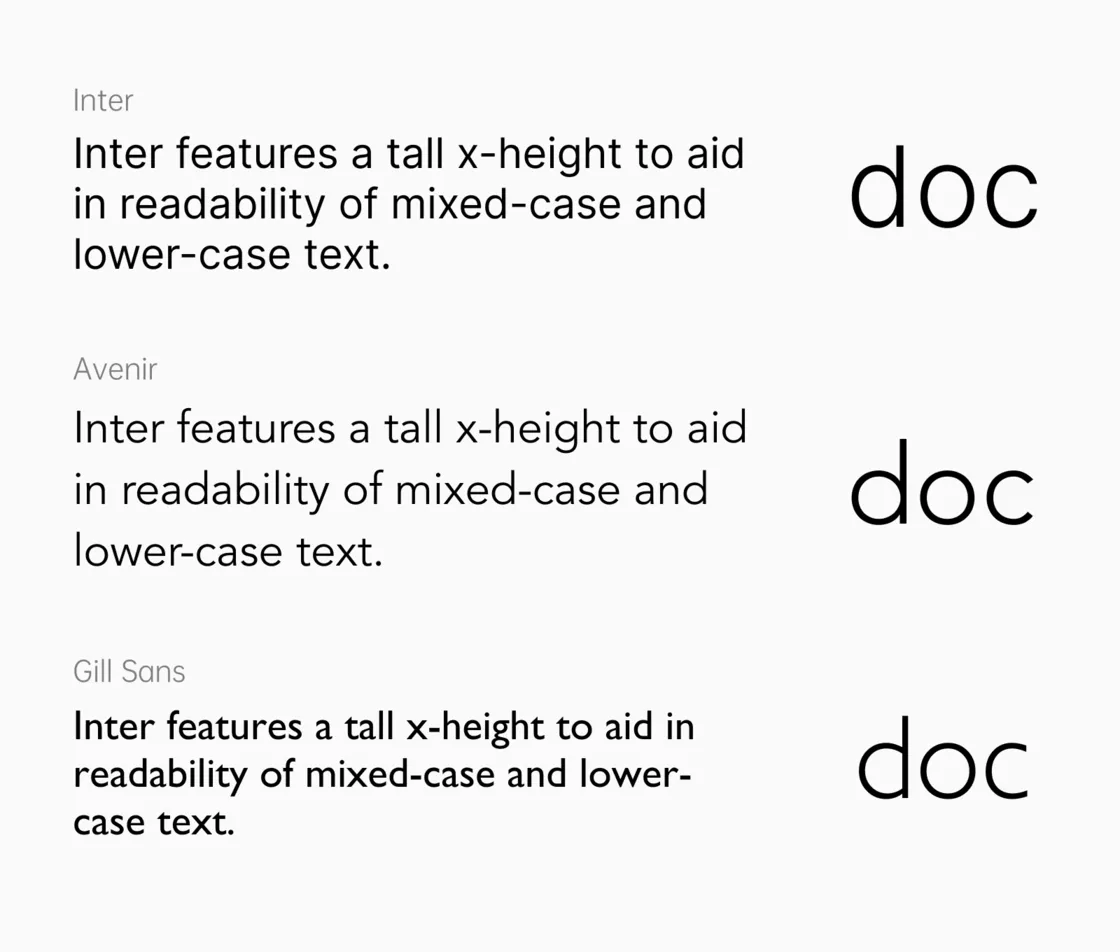 Inter
Inter features a tall x-height to aid
in readability of mixed-case and
lower-case text.
doc
Avenir
Inter features a tall x-height to aid
in readability of mixed-case and
lower-case text.
doc
Gill Sans
Inter features a tall x-height to aid in
readability of mixed-case and lower-
case text.
doc